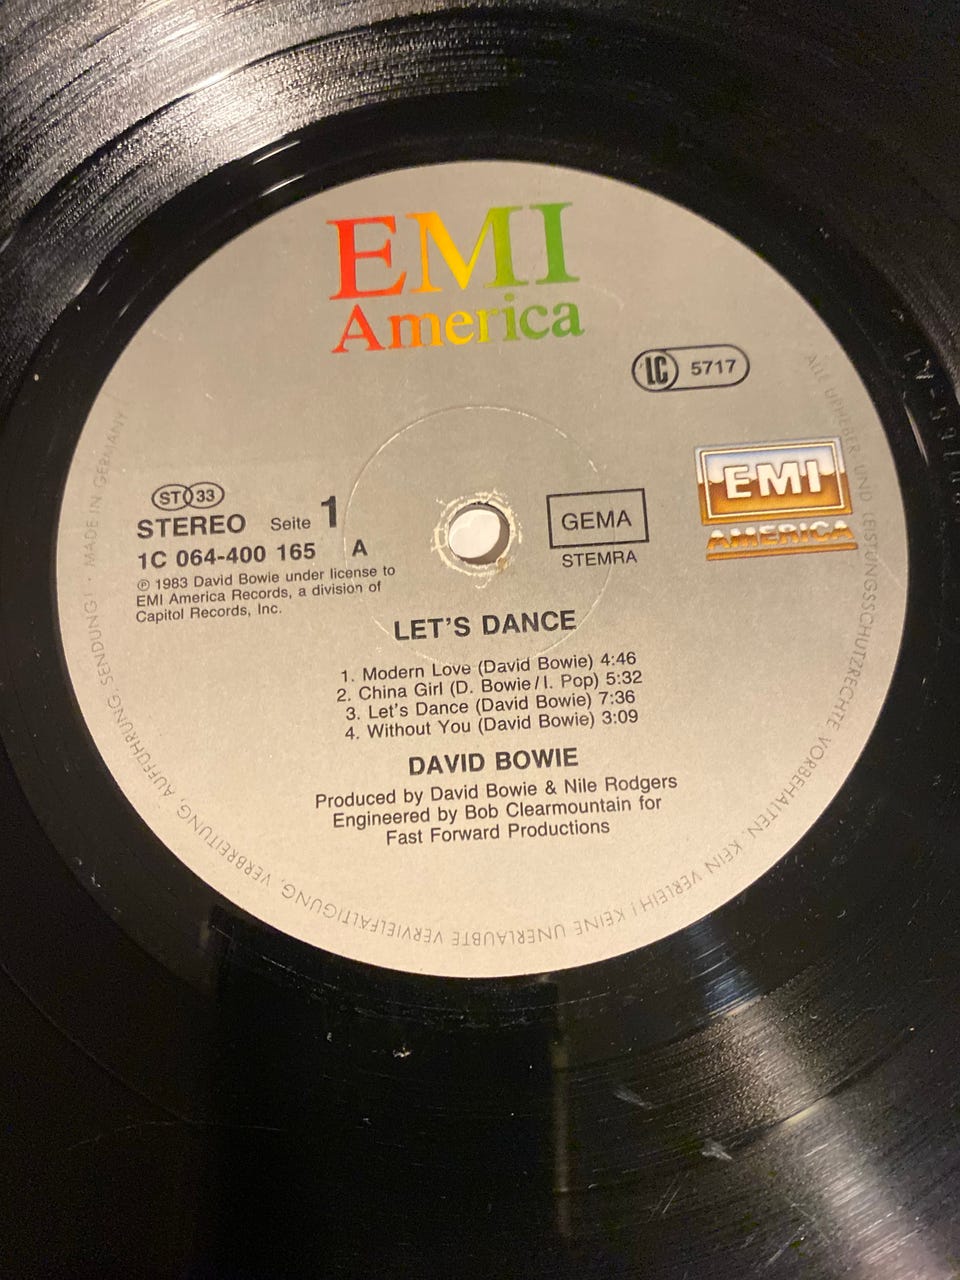 EMI
America
LC 5717
EMI
AMERICA
ST 33
STEREO Seite 1
1C 064-400 165 A
℗ 1983 David Bowie under license to
EMI America Records, a division of
Capitol Records, Inc.
GEMA
STEMRA
LET'S DANCE
1. Modern Love (David Bowie) 4:46
2. China Girl (D. Bowie/I. Pop) 5:32
3. Let's Dance (David Bowie) 7:36
4. Without You (David Bowie) 3:09
DAVID BOWIE
Produced by David Bowie & Nile Rodgers
Engineered by Bob Clearmountain for
Fast Forward Productions
ALLE URHEBER- UND LEISTUNGSSCHUTZRECHTE VORBEHALTEN. KEIN VERLEIH! KEINE UNERLAUBTE VERVIELFÄLTIGUNG, VERBREITUNG, AUFFÜHRUNG, SENDUNG! · MADE IN GERMANY